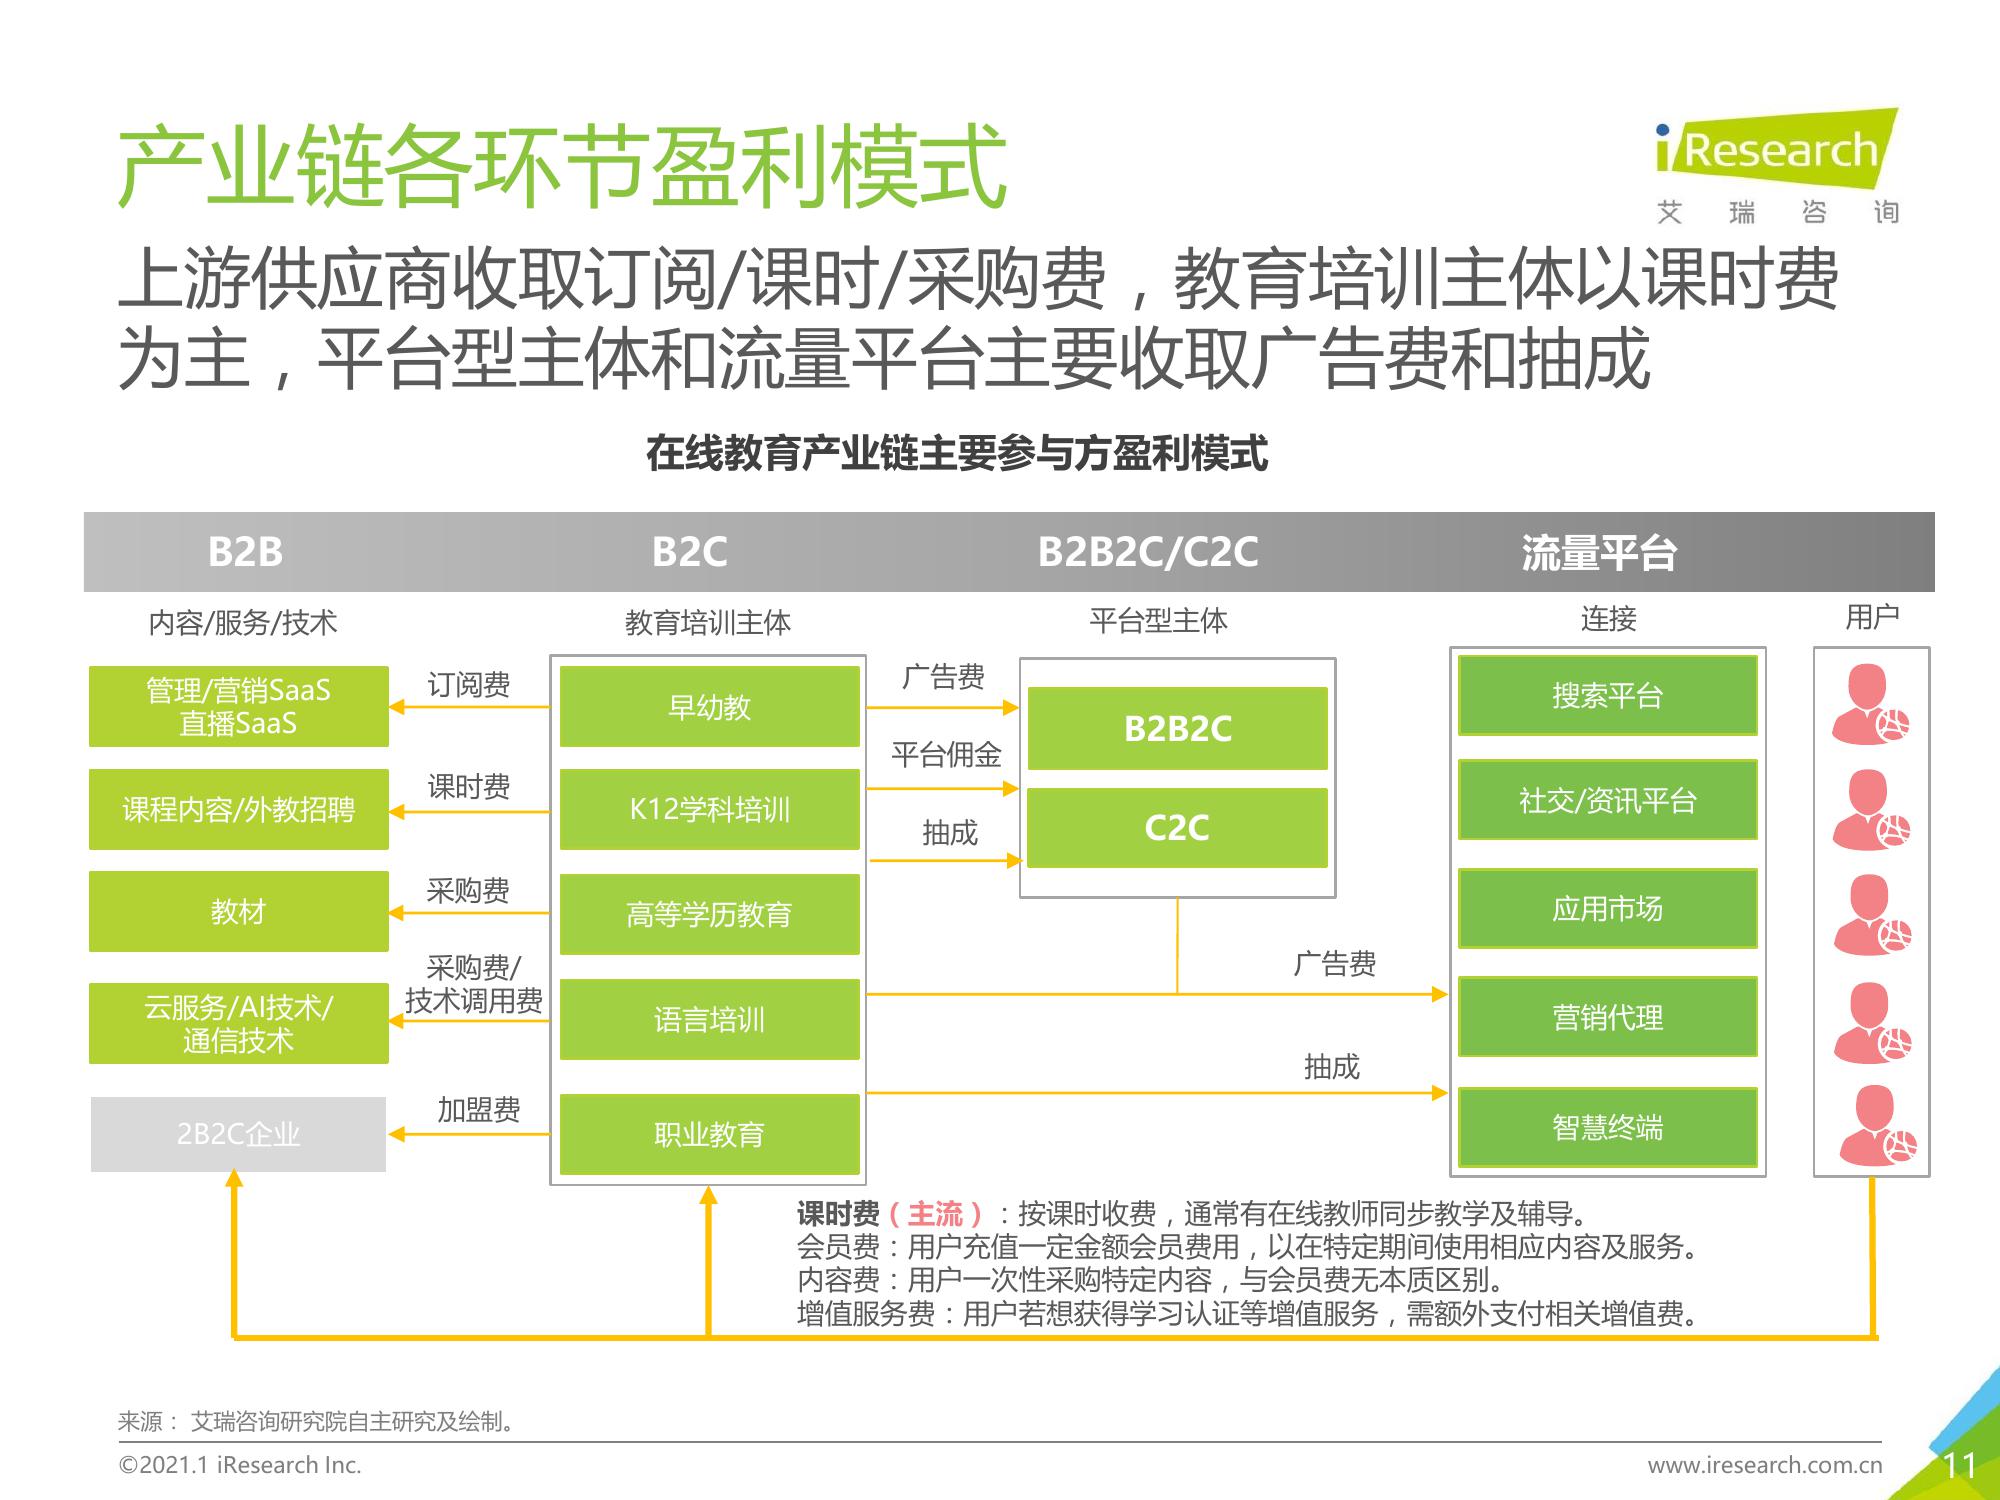 产业链各环节盈利模式
iResearch
艾瑞咨询
上游供应商收取订阅/课时/采购费，教育培训主体以课时费
为主，平台型主体和流量平台主要收取广告费和抽成
在线教育产业链主要参与方盈利模式
B2B
B2C
B2B2C/C2C
流量平台
内容/服务/技术
教育培训主体
平台型主体
连接
用户
管理/营销SaaS
直播SaaS
课程内容/外教招聘
教材
云服务/AI技术/
通信技术
2B2C企业
订阅费
课时费
采购费
采购费/
技术调用费
加盟费
早幼教
K12学科培训
高等学历教育
语言培训
职业教育
广告费
平台佣金
抽成
B2B2C
C2C
广告费
抽成
搜索平台
社交/资讯平台
应用市场
营销代理
智慧终端
课时费（主流）：按课时收费，通常有在线教师同步教学及辅导。
会员费：用户充值一定金额会员费用，以在特定期间使用相应内容及服务。
内容费：用户一次性采购特定内容，与会员费无本质区别。
增值服务费：用户若想获得学习认证等增值服务，需额外支付相关增值费。
来源：艾瑞咨询研究院自主研究及绘制。
©2021.1 iResearch Inc.
www.iresearch.com.cn
11